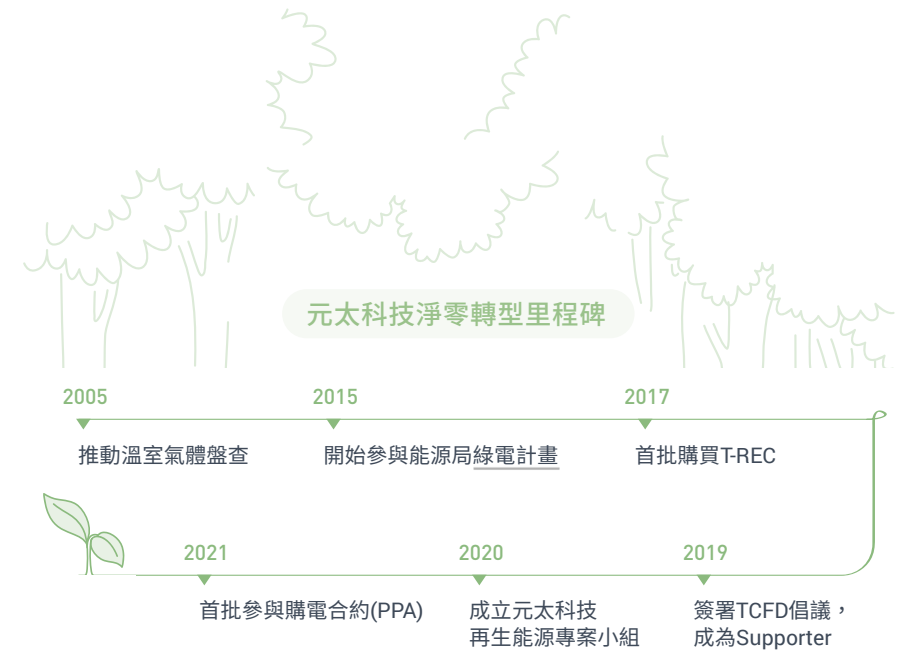 元太科技淨零轉型里程碑
2005
推動溫室氣體盤查
2015
開始參與能源局綠電計畫
2017
首批購買T-REC
2019
簽署TCFD倡議，
成為Supporter
2020
成立元太科技
再生能源專案小組
2021
首批參與購電合約(PPA)